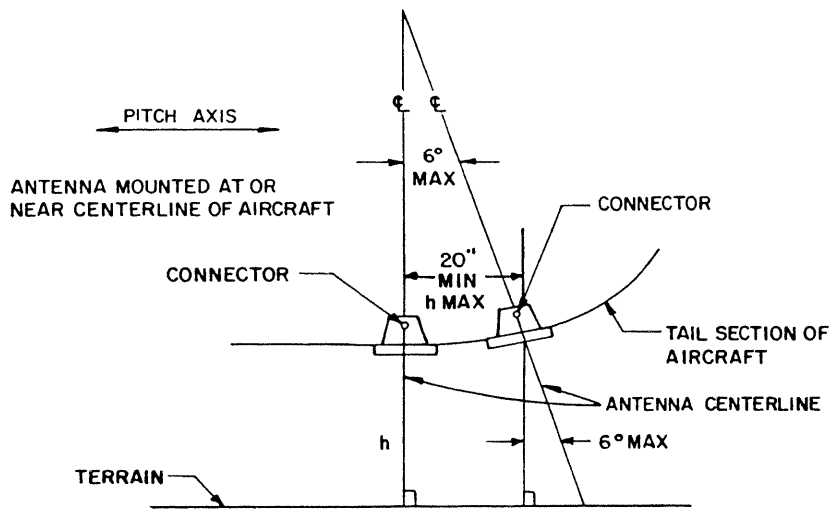 ℄ ℄
PITCH AXIS
6°
MAX
ANTENNA MOUNTED AT OR
NEAR CENTERLINE OF AIRCRAFT
CONNECTOR
20"
MIN
h MAX
CONNECTOR
TAIL SECTION OF
AIRCRAFT
ANTENNA CENTERLINE
h
6° MAX
TERRAIN